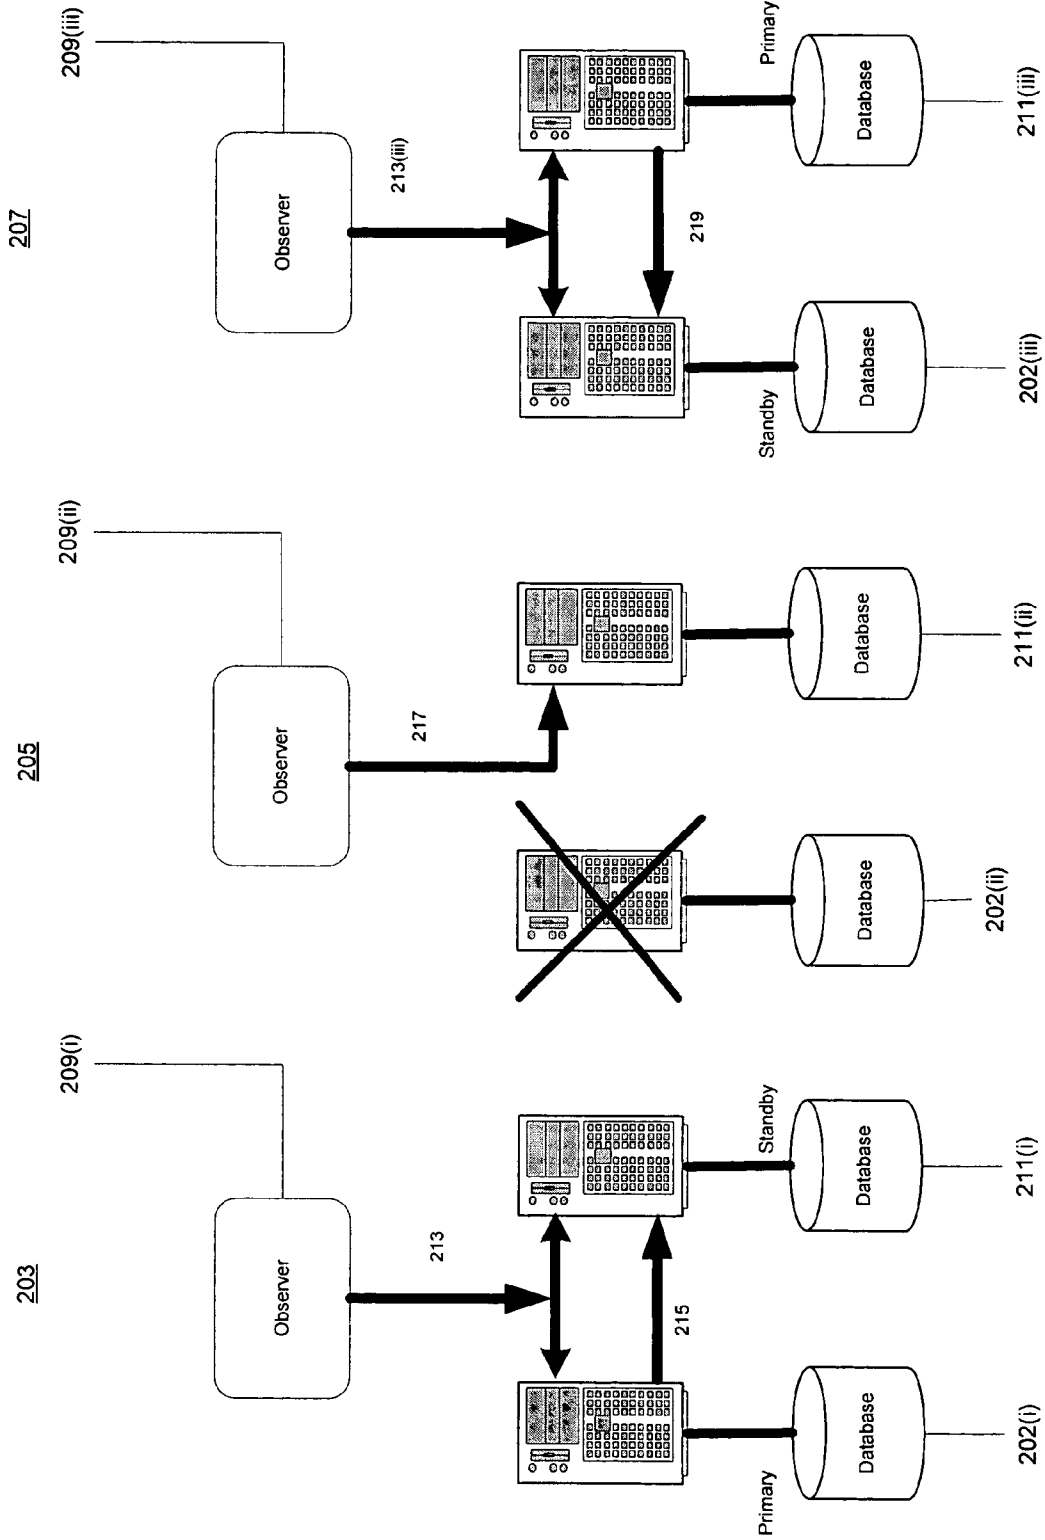 203
205
207
209(i)
209(ii)
209(iii)
Observer
Observer
Observer
213
217
213(iii)
215
219
Primary
Standby
Standby
Primary
Database
Database
Database
Database
Database
Database
202(i)
211(i)
202(ii)
211(ii)
202(iii)
211(iii)